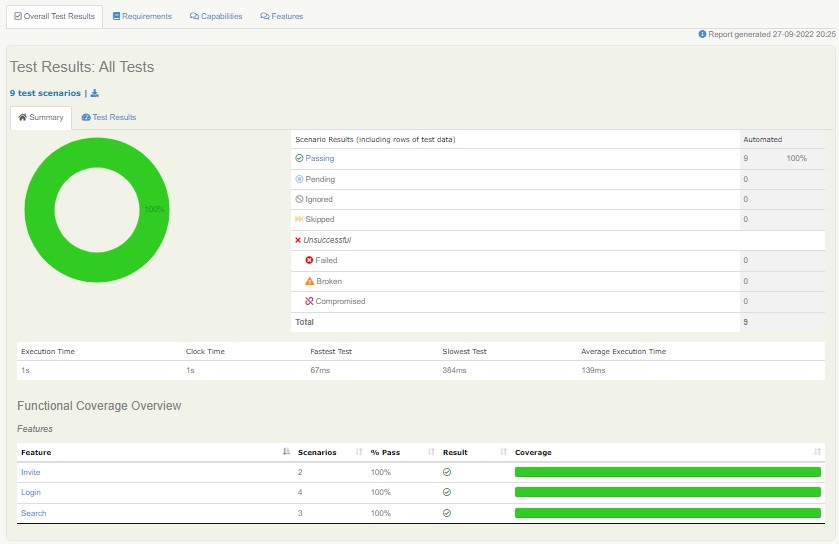 Overall Test Results Requirements Capabilities Features
Report generated 27-09-2022 20:25
Test Results: All Tests
9 test scenarios |
Summary Test Results
100%
Scenario Results (including rows of test data) Automated
Passing 9 100%
Pending 0
Ignored 0
Skipped 0
Unsuccessful
Failed 0
Broken 0
Compromised 0
Total 9
Execution Time Clock Time Fastest Test Slowest Test Average Execution Time
1s 1s 67ms 384ms 139ms
Functional Coverage Overview
Features
Feature Scenarios % Pass Result Coverage
Invite 2 100%
Login 4 100%
Search 3 100%